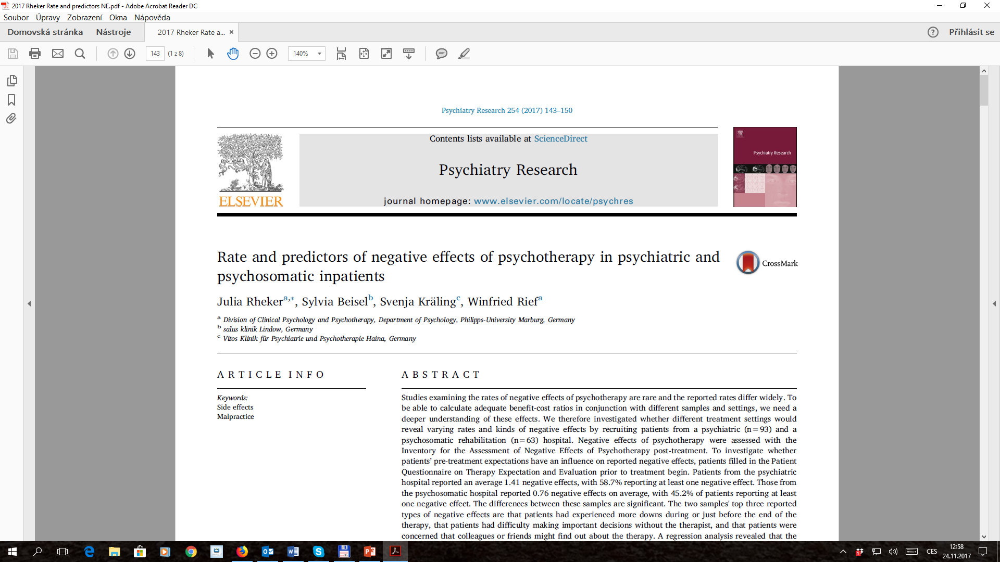 2017 Rheker Rate and predictors NE.pdf - Adobe Acrobat Reader DC
Soubor Úpravy Zobrazení Okna Nápověda
Domovská stránka Nástroje 2017 Rheker Rate a... × Přihlásit se
143 (1 z 8) 140%
Psychiatry Research 254 (2017) 143–150
Contents lists available at ScienceDirect
Psychiatry Research
journal homepage: www.elsevier.com/locate/psychres
ELSEVIER
Psychiatry Research
Rate and predictors of negative effects of psychotherapy in psychiatric and
psychosomatic inpatients
CrossMark
Julia Rheker a,*, Sylvia Beisel b, Svenja Kräling c, Winfried Rief a
a Division of Clinical Psychology and Psychotherapy, Department of Psychology, Philipps-University Marburg, Germany
b salus klinik Lindow, Germany
c Vitos Klinik für Psychiatrie und Psychotherapie Haina, Germany
ARTICLE INFO
Keywords:
Side effects
Malpractice
ABSTRACT
Studies examining the rates of negative effects of psychotherapy are rare and the reported rates differ widely. To
be able to calculate adequate benefit-cost ratios in conjunction with different samples and settings, we need a
deeper understanding of these effects. We therefore investigated whether different treatment settings would
reveal varying rates and kinds of negative effects by recruiting patients from a psychiatric (n=93) and a
psychosomatic rehabilitation (n=63) hospital. Negative effects of psychotherapy were assessed with the
Inventory for the Assessment of Negative Effects of Psychotherapy post-treatment. To investigate whether
patients' pre-treatment expectations have an influence on reported negative effects, patients filled in the Patient
Questionnaire on Therapy Expectation and Evaluation prior to treatment begin. Patients from the psychiatric
hospital reported an average 1.41 negative effects, with 58.7% reporting at least one negative effect. Those from
the psychosomatic hospital reported 0.76 negative effects on average, with 45.2% of patients reporting at least
one negative effect. The differences between these samples are significant. The two samples' top three reported
types of negative effects are that patients had experienced more downs during or just before the end of the
therapy, that patients had difficulty making important decisions without the therapist, and that patients were
concerned that colleagues or friends might find out about the therapy. A regression analysis revealed that the
CES
12:58
24.11.2017